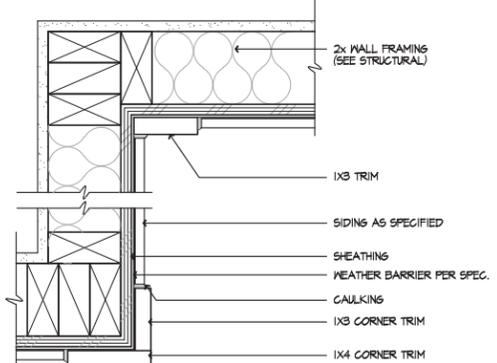 2x WALL FRAMING
(SEE STRUCTURAL)
1X3 TRIM
SIDING AS SPECIFIED
SHEATHING
WEATHER BARRIER PER SPEC.
CAULKING
1X3 CORNER TRIM
1X4 CORNER TRIM